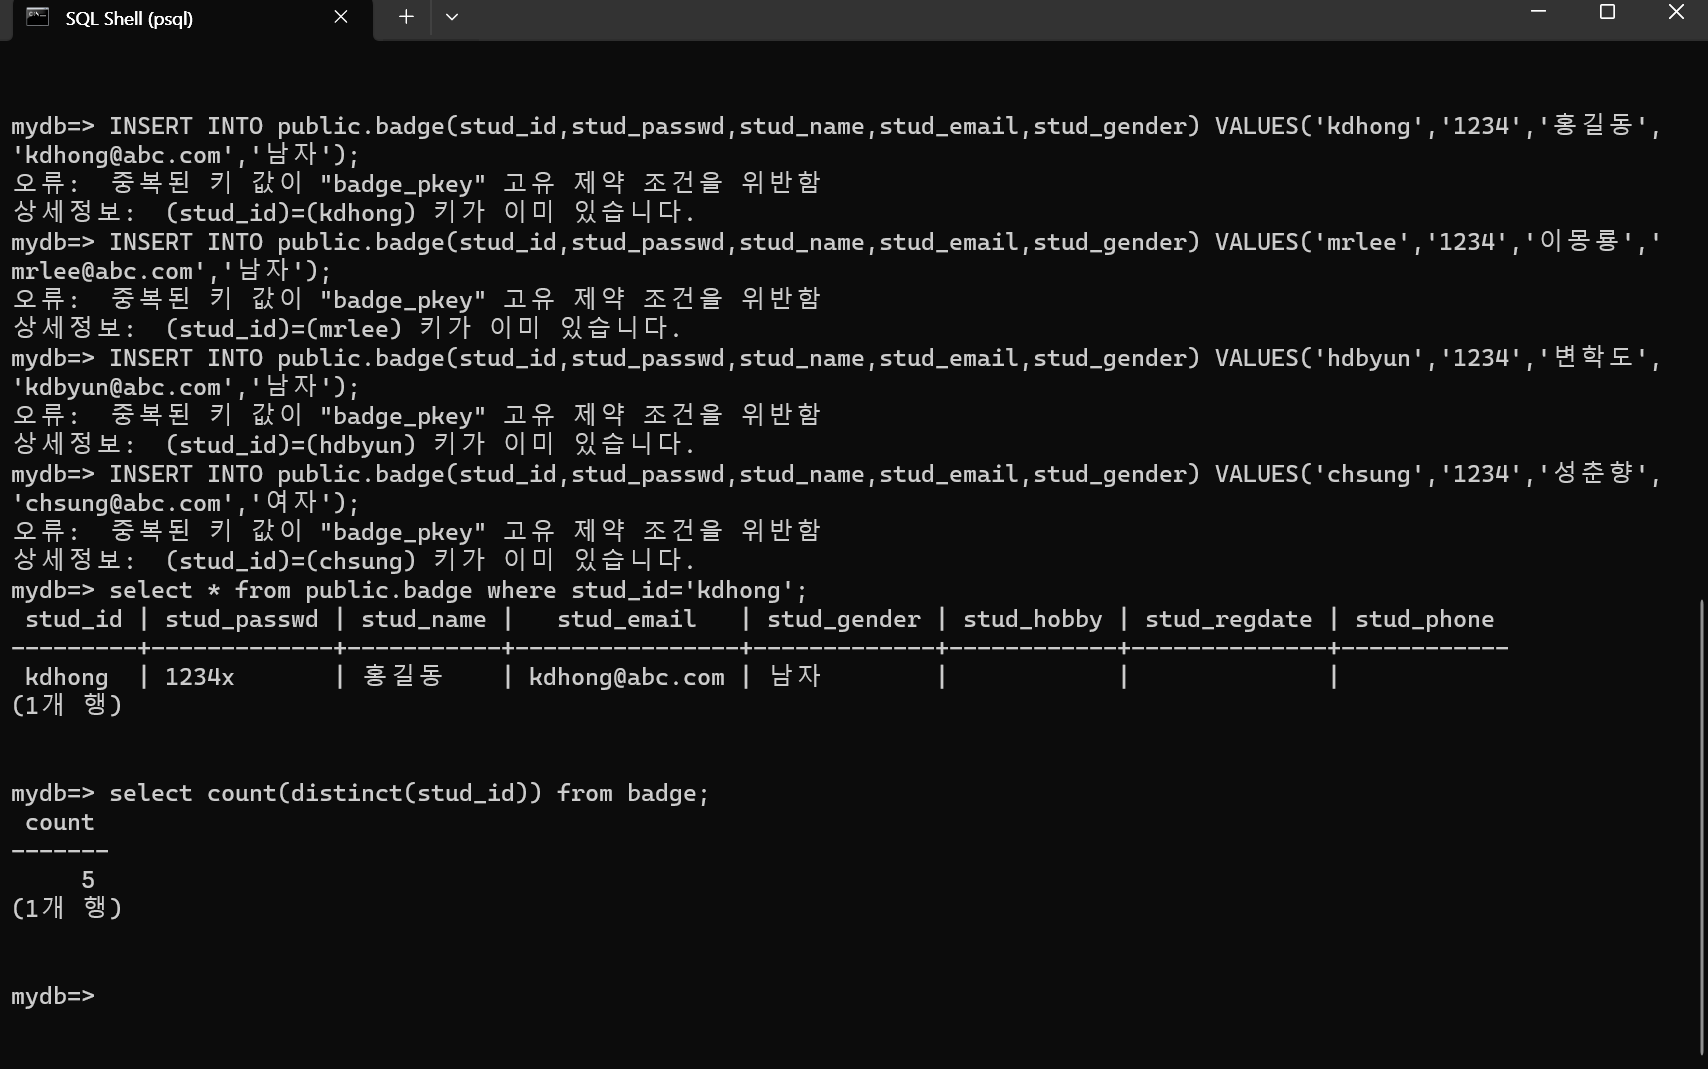 SQL Shell (psql)
mydb=> INSERT INTO public.badge(stud_id,stud_passwd,stud_name,stud_email,stud_gender) VALUES('kdhong','1234','홍길동',
'kdhong@abc.com','남자');
오류:  중복된 키 값이 "badge_pkey" 고유 제약 조건을 위반함
상세정보:  (stud_id)=(kdhong) 키가 이미 있습니다.
mydb=> INSERT INTO public.badge(stud_id,stud_passwd,stud_name,stud_email,stud_gender) VALUES('mrlee','1234','이몽룡','
mrlee@abc.com','남자');
오류:  중복된 키 값이 "badge_pkey" 고유 제약 조건을 위반함
상세정보:  (stud_id)=(mrlee) 키가 이미 있습니다.
mydb=> INSERT INTO public.badge(stud_id,stud_passwd,stud_name,stud_email,stud_gender) VALUES('hdbyun','1234','변학도',
'kdbyun@abc.com','남자');
오류:  중복된 키 값이 "badge_pkey" 고유 제약 조건을 위반함
상세정보:  (stud_id)=(hdbyun) 키가 이미 있습니다.
mydb=> INSERT INTO public.badge(stud_id,stud_passwd,stud_name,stud_email,stud_gender) VALUES('chsung','1234','성춘향',
'chsung@abc.com','여자');
오류:  중복된 키 값이 "badge_pkey" 고유 제약 조건을 위반함
상세정보:  (stud_id)=(chsung) 키가 이미 있습니다.
mydb=> select * from public.badge where stud_id='kdhong';
 stud_id | stud_passwd | stud_name |   stud_email   | stud_gender | stud_hobby | stud_regdate | stud_phone
---------+-------------+-----------+----------------+-------------+------------+--------------+------------
 kdhong  | 1234x       | 홍길동    | kdhong@abc.com | 남자        |            |              |
(1개 행)
mydb=> select count(distinct(stud_id)) from badge;
 count
-------
     5
(1개 행)
mydb=>